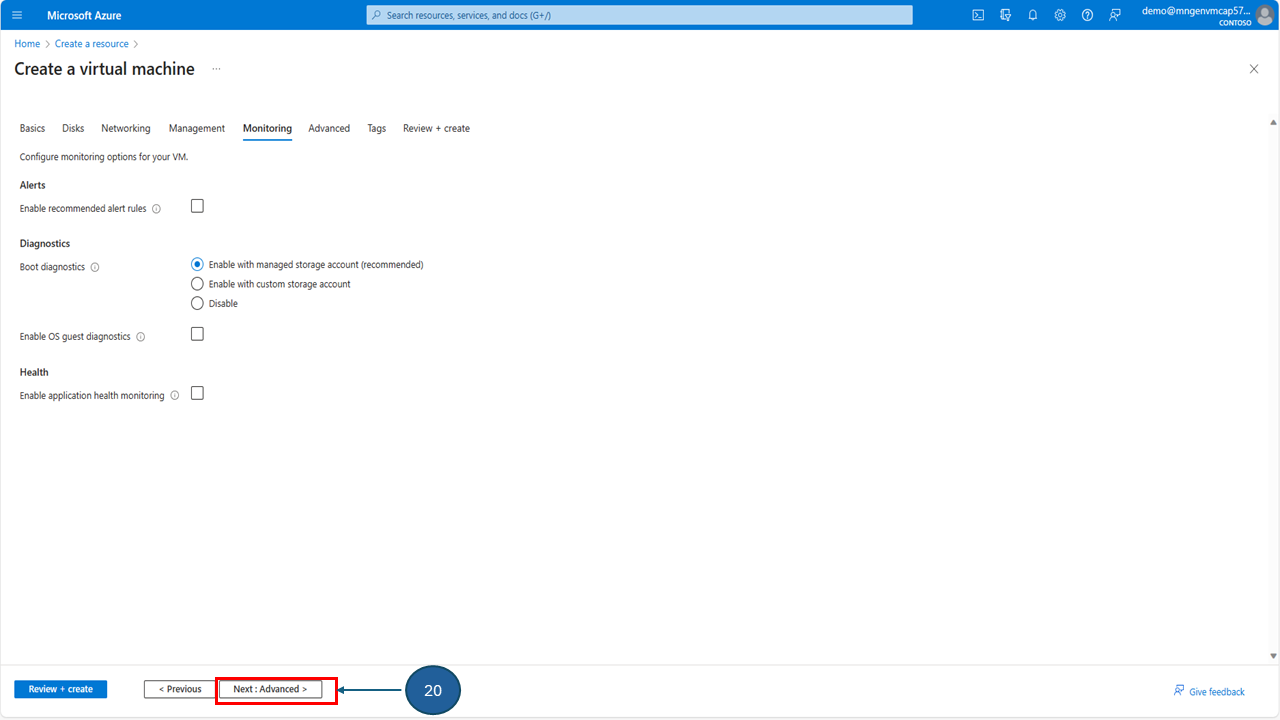 Microsoft Azure
Search resources, services, and docs (G+/)
demo@mngenvmcap57...
CONTOSO
Home > Create a resource >
Create a virtual machine ...
Basics Disks Networking Management Monitoring Advanced Tags Review + create
Configure monitoring options for your VM.
Alerts
Enable recommended alert rules
Diagnostics
Boot diagnostics
Enable with managed storage account (recommended)
Enable with custom storage account
Disable
Enable OS guest diagnostics
Health
Enable application health monitoring
Review + create
< Previous
Next : Advanced >
20
Give feedback